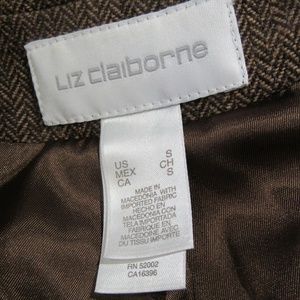 Liz claiborne
US S
MEX CH
CA S
MADE IN
MACEDONIA WITH
IMPORTED FABRIC
HECHO EN
MACEDONIA CON
TELA IMPORTADA
FABRIQUE EN
MACEDOINE AVEC
DU TISSU IMPORTE
RN 52002
CA16396